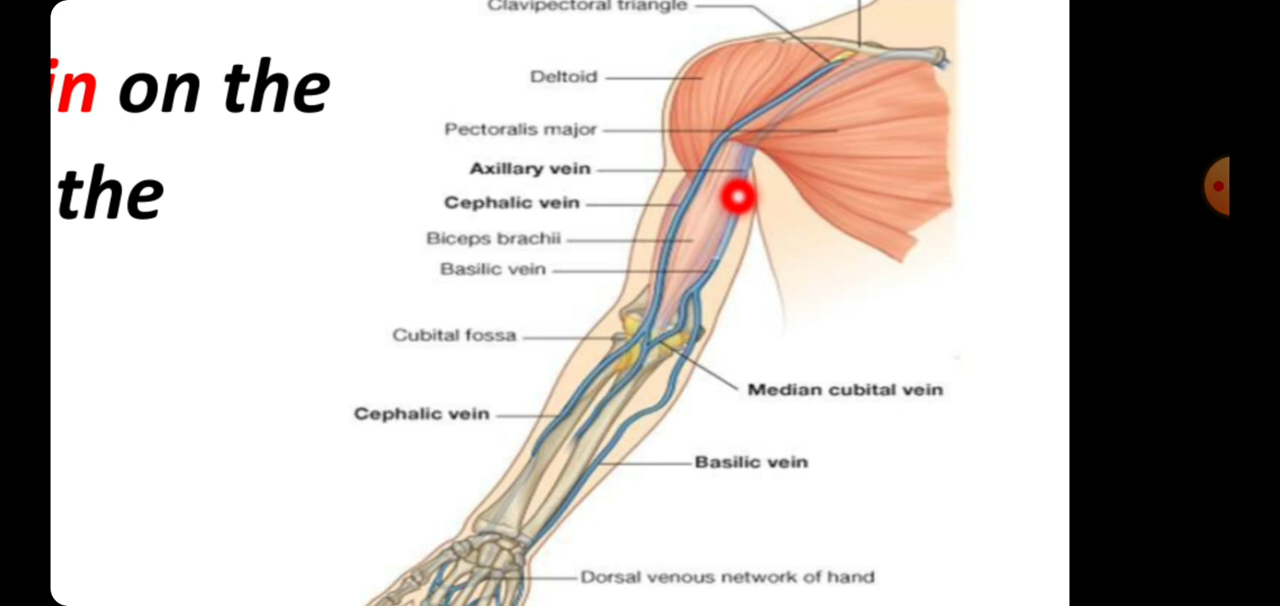 Clavipectoral triangle
in on the
Deltoid
Pectoralis major
the
Axillary vein
Cephalic vein
Biceps brachii
Basilic vein
Cubital fossa
Median cubital vein
Cephalic vein
Basilic vein
Dorsal venous network of hand